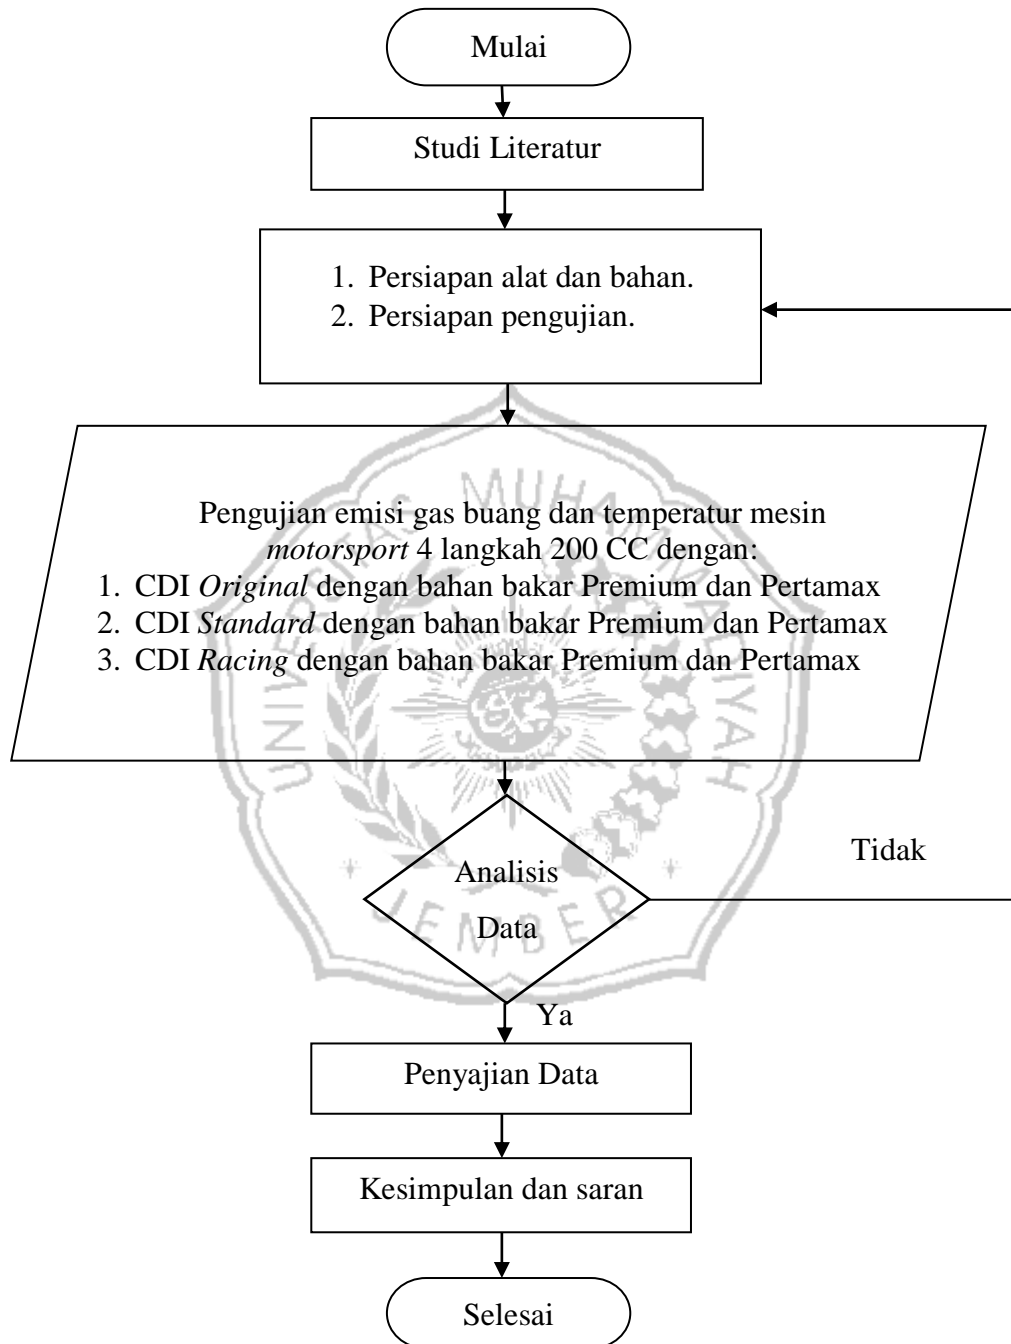 Mulai
Studi Literatur
1. Persiapan alat dan bahan.
2. Persiapan pengujian.
Pengujian emisi gas buang dan temperatur mesin
motorsport 4 langkah 200 CC dengan:
1. CDI Original dengan bahan bakar Premium dan Pertamax
2. CDI Standard dengan bahan bakar Premium dan Pertamax
3. CDI Racing dengan bahan bakar Premium dan Pertamax
UNIVERSITAS MUHAMMADIYAH
JEMBER
Analisis
Data
Tidak
Ya
Penyajian Data
Kesimpulan dan saran
Selesai